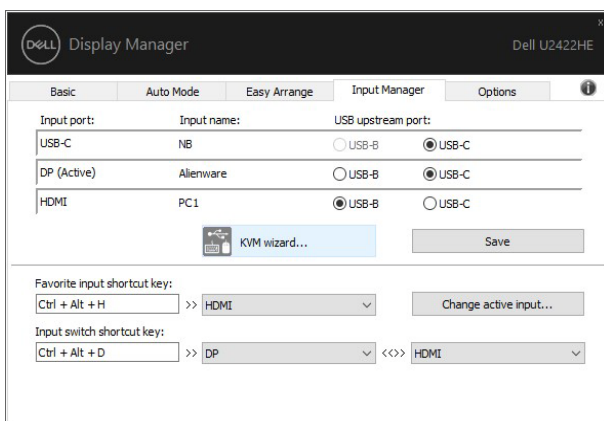 x
DELL Display Manager Dell U2422HE
Basic Auto Mode Easy Arrange Input Manager Options i
Input port: Input name: USB upstream port:
USB-C NB USB-B USB-C
DP (Active) Alienware USB-B USB-C
HDMI PC1 USB-B USB-C
KVM wizard... Save
Favorite input shortcut key:
Ctrl + Alt + H >> HDMI Change active input...
Input switch shortcut key:
Ctrl + Alt + D >> DP <<>> HDMI